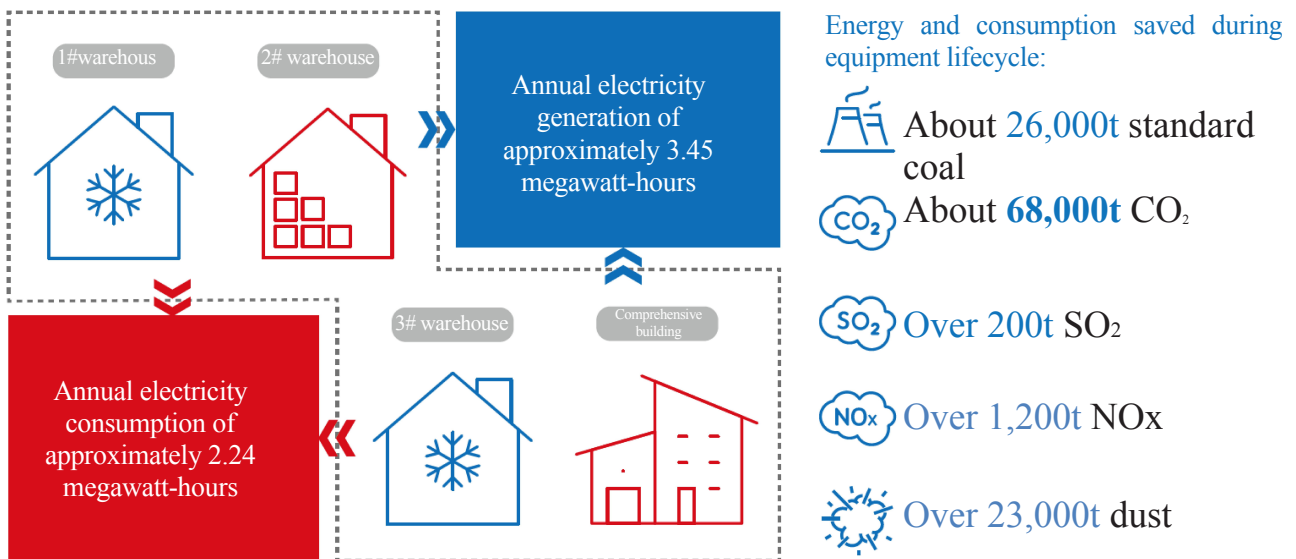 1#warehous
2# warehouse
Annual electricity
generation of
approximately 3.45
megawatt-hours
Annual electricity
consumption of
approximately 2.24
megawatt-hours
3# warehouse
Comprehensive
building
Energy and consumption saved during
equipment lifecycle:
About 26,000t standard
coal
CO₂
About 68,000t CO₂
SO₂
Over 200t SO₂
NOx
Over 1,200t NOx
Over 23,000t dust